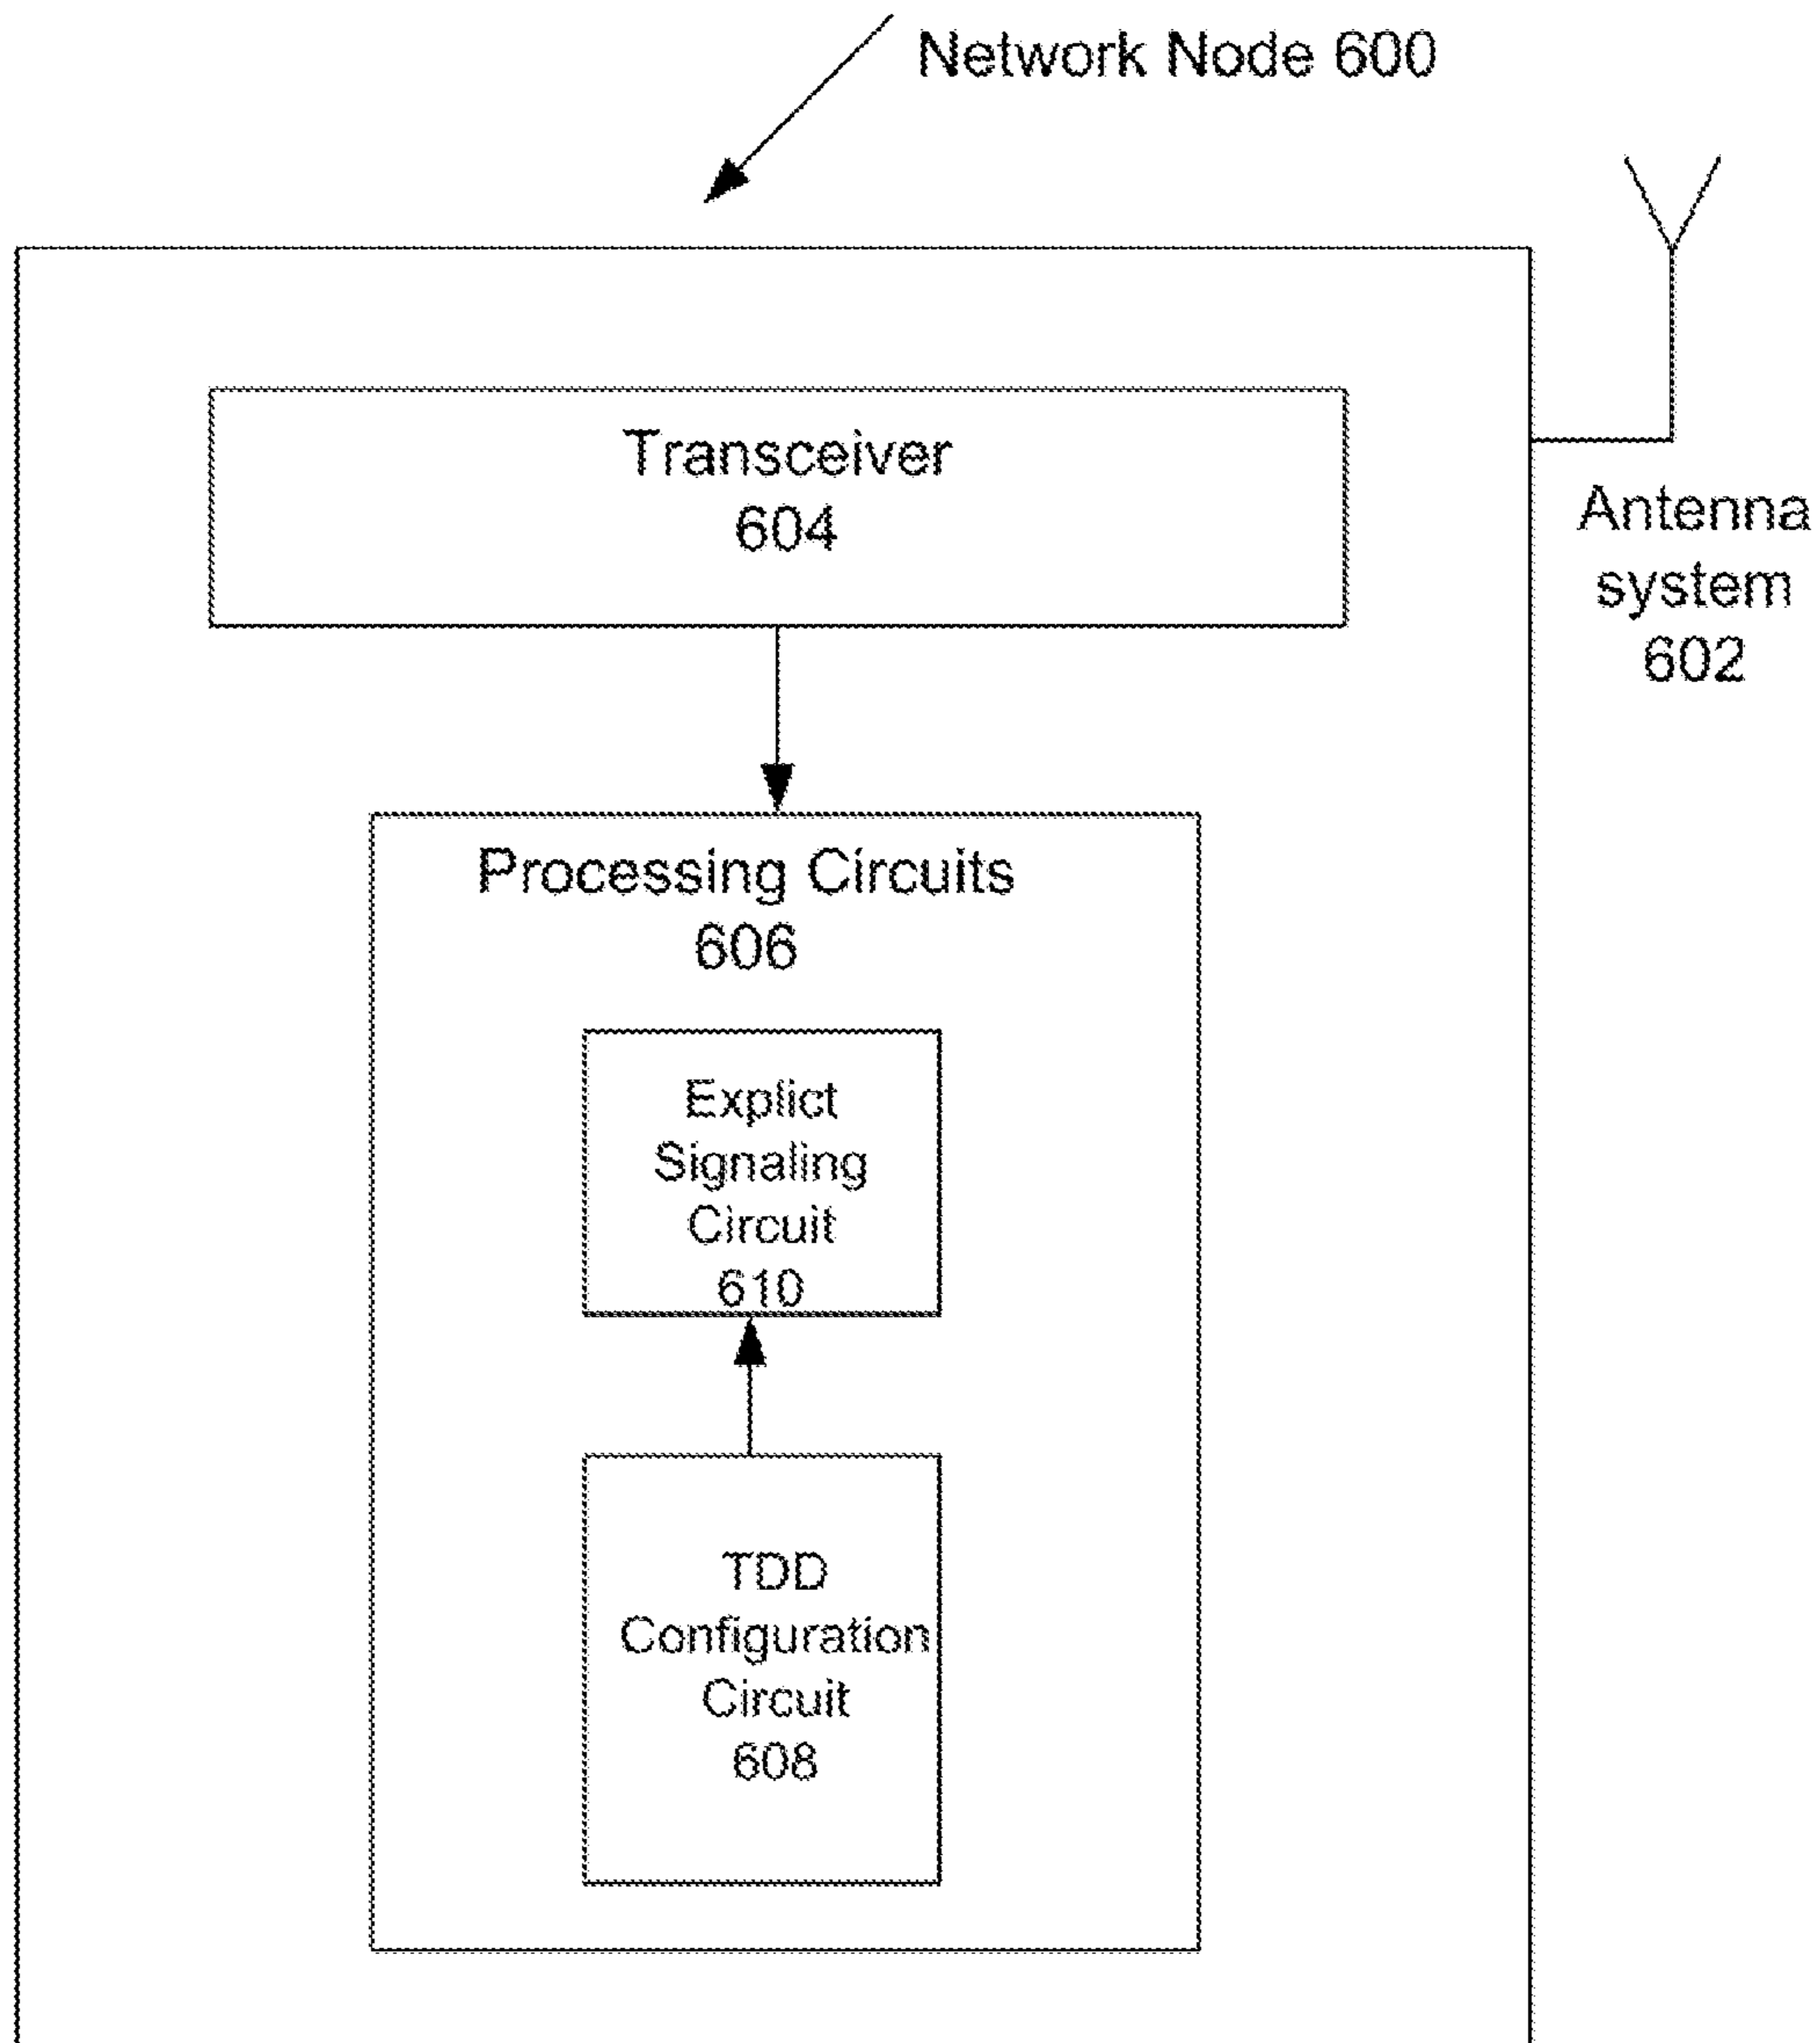 Network Node 600
Transceiver
604
Antenna
system
602
Processing Circuits
606
Explict
Signaling
Circuit
610
TDD
Configuration
Circuit
608